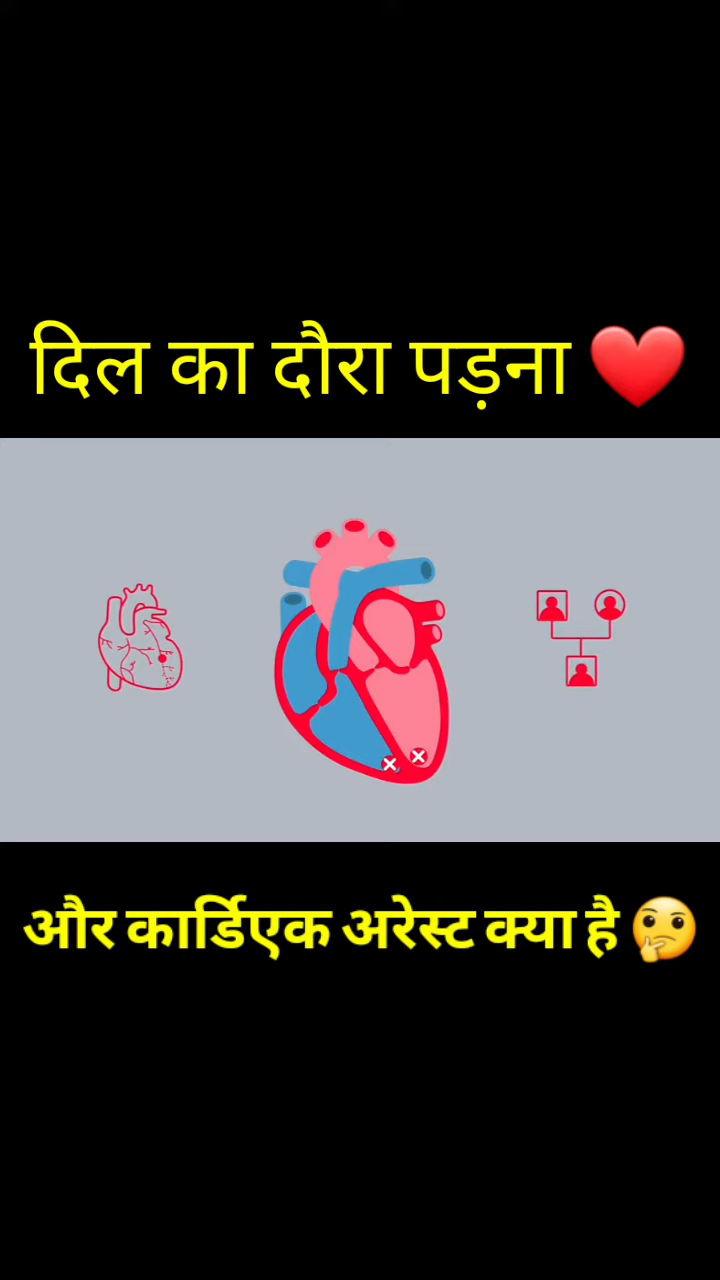 दिल का दौरा पड़ना ❤️
और कार्डिएक अरेस्ट क्या है 🤔